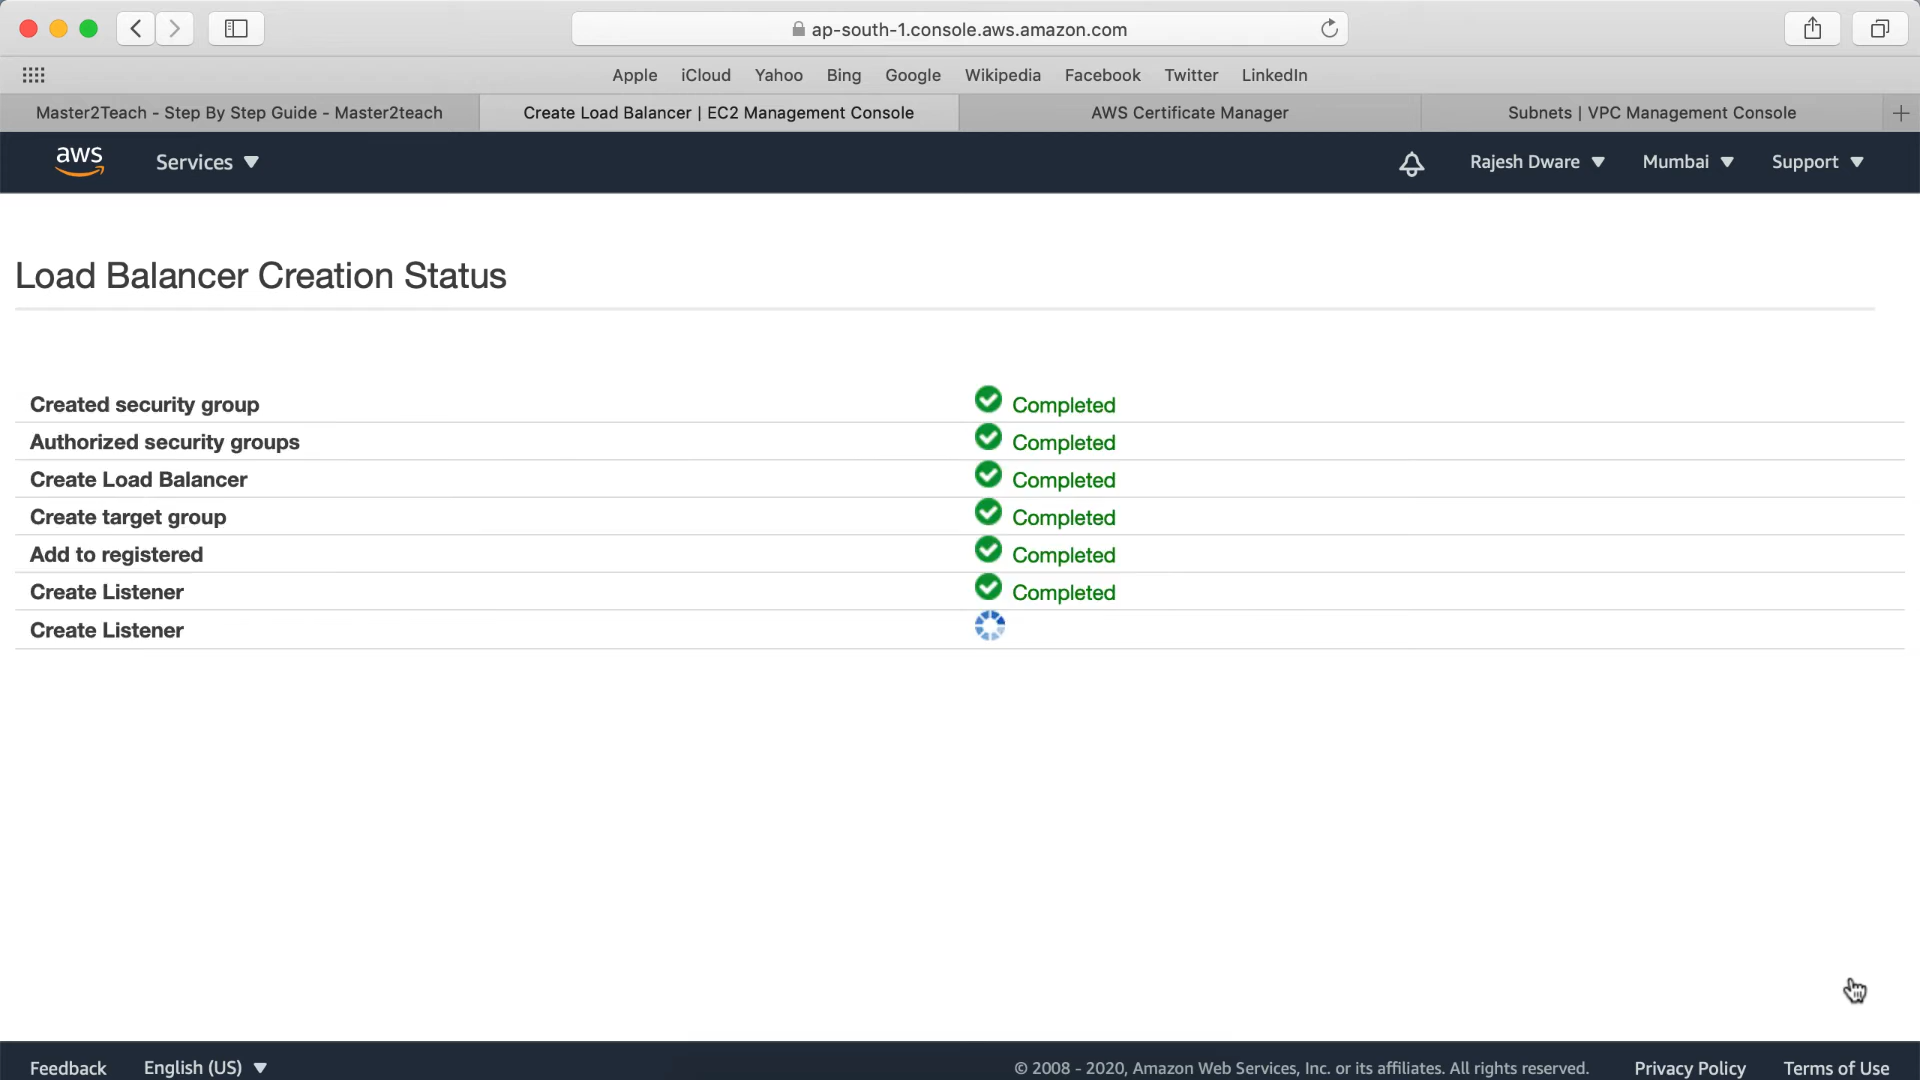 ap-south-1.console.aws.amazon.com
Apple iCloud Yahoo Bing Google Wikipedia Facebook Twitter LinkedIn
Master2Teach - Step By Step Guide - Master2teach Create Load Balancer | EC2 Management Console AWS Certificate Manager Subnets | VPC Management Console
aws Services Rajesh Dware Mumbai Support
Load Balancer Creation Status
Created security group Completed
Authorized security groups Completed
Create Load Balancer Completed
Create target group Completed
Add to registered Completed
Create Listener Completed
Create Listener
Feedback English (US) © 2008 - 2020, Amazon Web Services, Inc. or its affiliates. All rights reserved. Privacy Policy Terms of Use